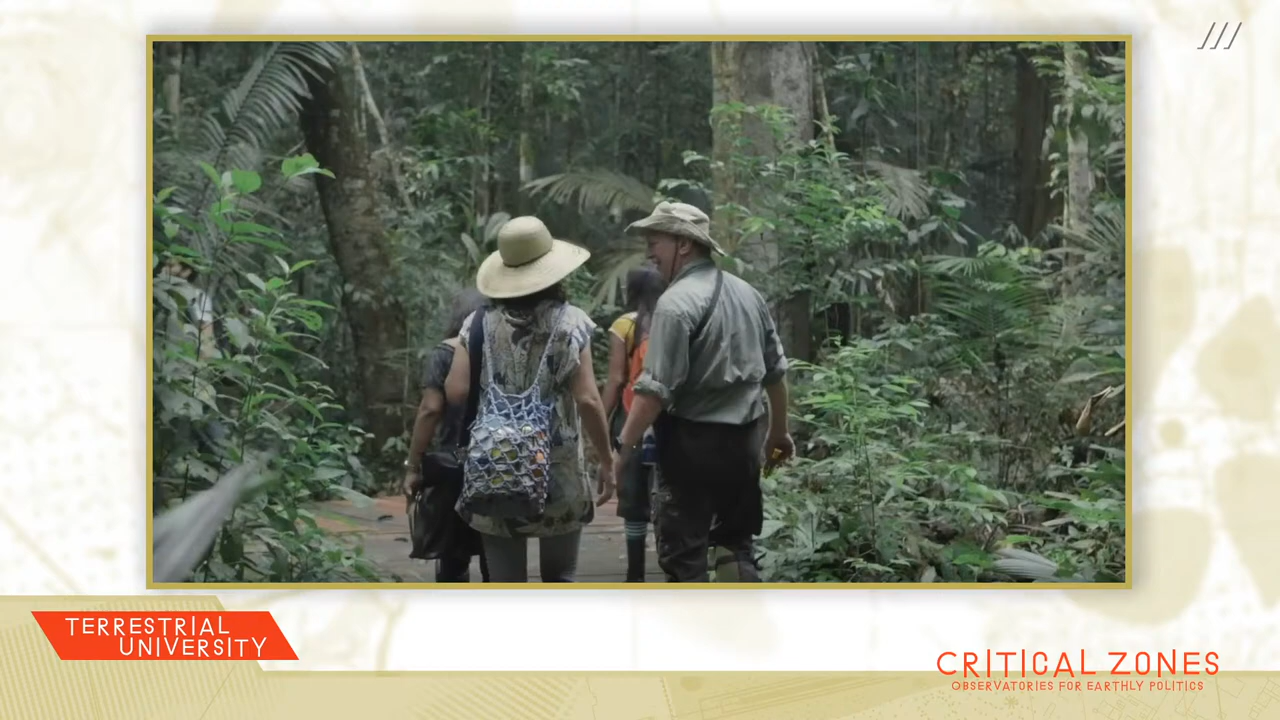 TERRESTRIAL
UNIVERSITY
CRITICAL ZONES
OBSERVATORIES FOR EARTHLY POLITICS